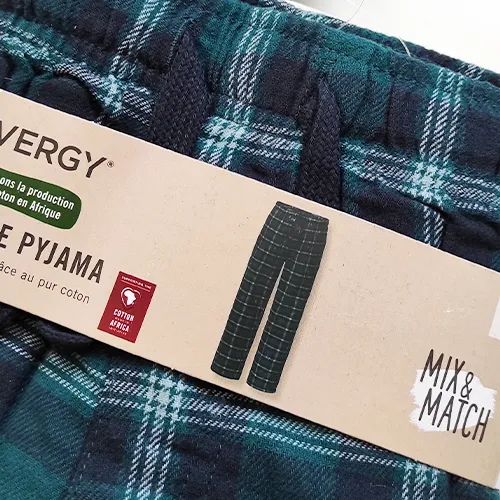 VERGY®
ons la production
ton en Afrique
E PYJAMA
âce au pur coton
COTTON
AFRICA
MIX&
MATCH